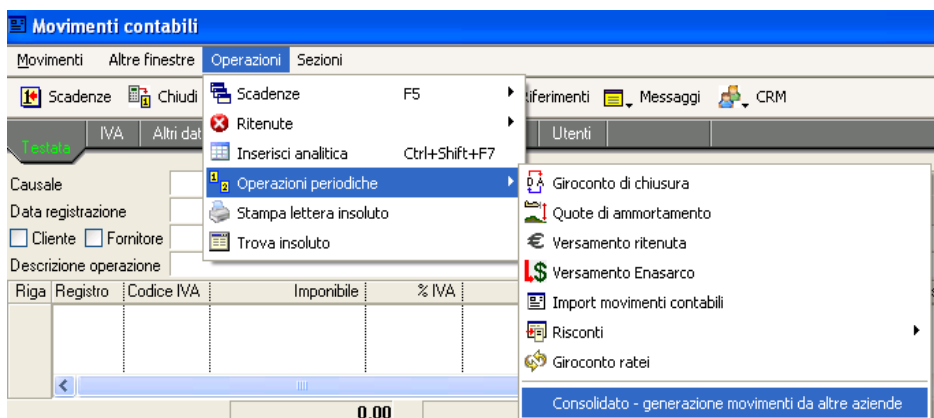 Movimenti contabili
Movimenti Altre finestre Operazioni Sezioni
Scadenze Chiudi Riferimenti Messaggi CRM
Testata IVA Altri dat Utenti
Scadenze F5
Ritenute
Inserisci analitica Ctrl+Shift+F7
Operazioni periodiche
Stampa lettera insoluto
Trova insoluto
Giroconto di chiusura
Quote di ammortamento
Versamento ritenuta
Versamento Enasarco
Import movimenti contabili
Risconti
Giroconto ratei
Consolidato - generazione movimenti da altre aziende
Causale
Data registrazione
Cliente Fornitore
Descrizione operazione
Riga Registro Codice IVA Imponibile % IVA
0.00